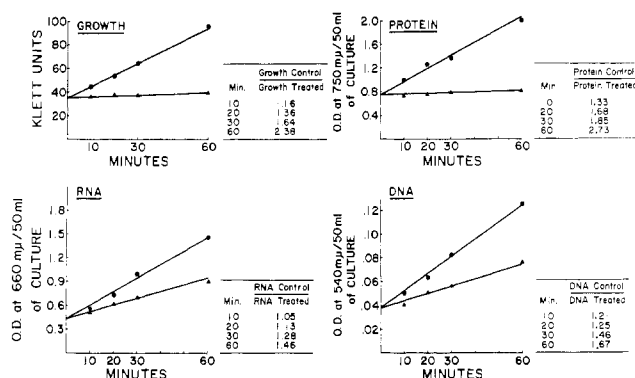 GROWTH
KLETT UNITS
100
80
60
40
20
10 20 30 60
MINUTES
Growth Control
Min. Growth Treated
10 1.16
20 1.36
30 1.64
60 2.38
PROTEIN
O.D. at 750 mμ/50ml
of CULTURE
2.0
1.6
1.2
0.8
0.4
10 20 30 60
MINUTES
Protein Control
Min Protein Treated
0 1.33
20 1.68
30 1.85
60 2.73
RNA
O.D. at 660 mμ/50ml
of CULTURE
1.8
1.5
1.2
0.9
0.6
0.3
10 20 30 60
MINUTES
RNA Control
Min. RNA Treated
10 1.05
20 1.13
30 1.28
60 1.46
DNA
O.D. at 540 mμ/50ml
of CULTURE
.12
.10
.08
.06
.04
.02
10 20 30 60
MINUTES
DNA Control
Min. DNA Treated
10 1.2
20 1.25
30 1.46
60 1.67